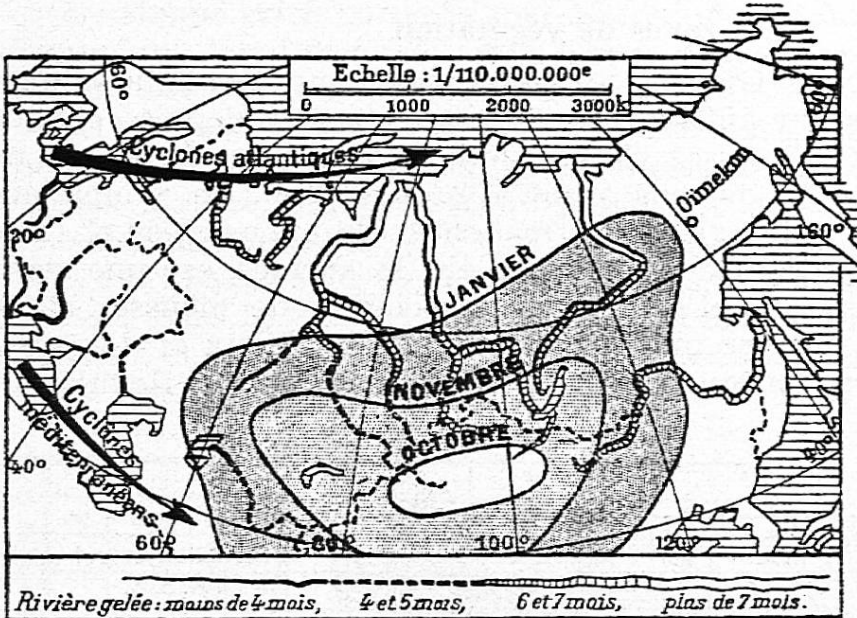 Echelle : 1/110.000.000ᵉ
0 1000 2000 3000k
60°
Cyclones atlantiques
Oïmekon
20°
160°
JANVIER
NOVEMBRE
OCTOBRE
Cyclones
méditerranéens
40°
40°
60°
80°
100°
120°
Rivière gelée: moins de 4 mois, 4 et 5 mois, 6 et 7 mois, plus de 7 mois.